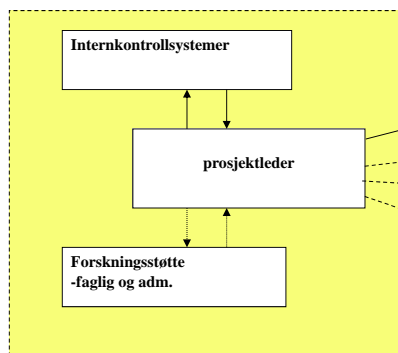 Internkontrollsystemer
prosjektleder
Forskningsstøtte
-faglig og adm.